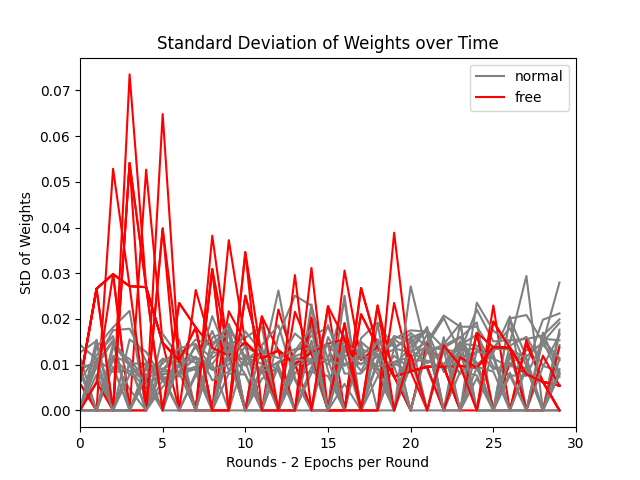 Standard Deviation of Weights over Time
normal
free
StD of Weights
0.07
0.06
0.05
0.04
0.03
0.02
0.01
0.00
0 5 10 15 20 25 30
Rounds - 2 Epochs per Round